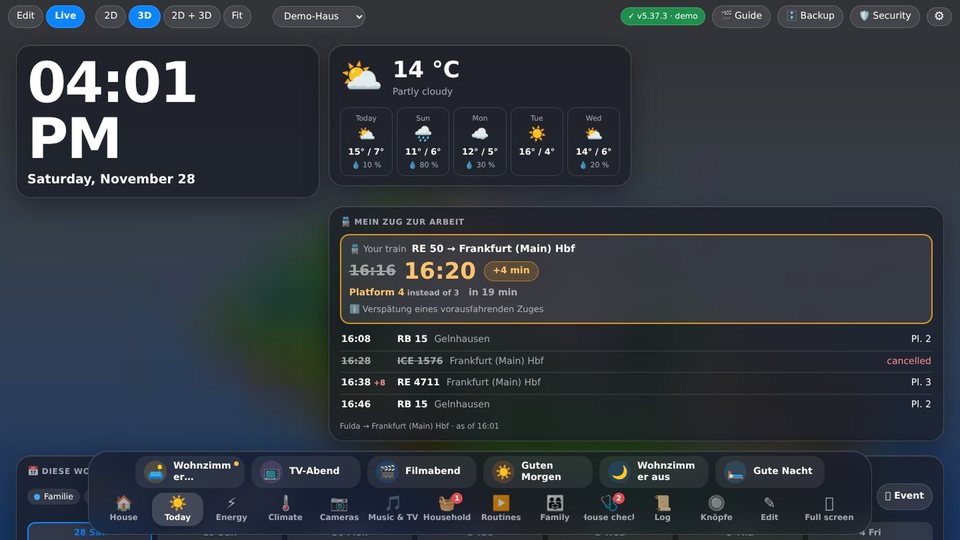 Edit Live 2D 3D 2D + 3D Fit Demo-Haus ✓ v5.37.3 · demo Guide Backup Security
04:01
PM
Saturday, November 28
14 °C
Partly cloudy
Today Sun Mon Tue Wed
15° / 7° 11° / 6° 12° / 5° 16° / 4° 14° / 6°
10 % 80 % 30 % 20 %
MEIN ZUG ZUR ARBEIT
Your train RE 50 → Frankfurt (Main) Hbf
16:16 16:20 +4 min
Platform 4 instead of 3 in 19 min
Verspätung eines vorausfahrenden Zuges
16:08 RB 15 Gelnhausen Pl. 2
16:28 ICE 1576 Frankfurt (Main) Hbf cancelled
16:38 +8 RE 4711 Frankfurt (Main) Hbf Pl. 3
16:46 RB 15 Gelnhausen Pl. 2
Fulda → Frankfurt (Main) Hbf · as of 16:01
DIESE WO
Familie
Event
Wohnzimm
er…
TV-Abend
Filmabend
Guten
Morgen
Wohnzimm
er aus
Gute Nacht
1 2
House Today Energy Climate Cameras Music & TV Household Routines Family House check Log Knöpfe Edit Full screen
28 Sa
4 Fri